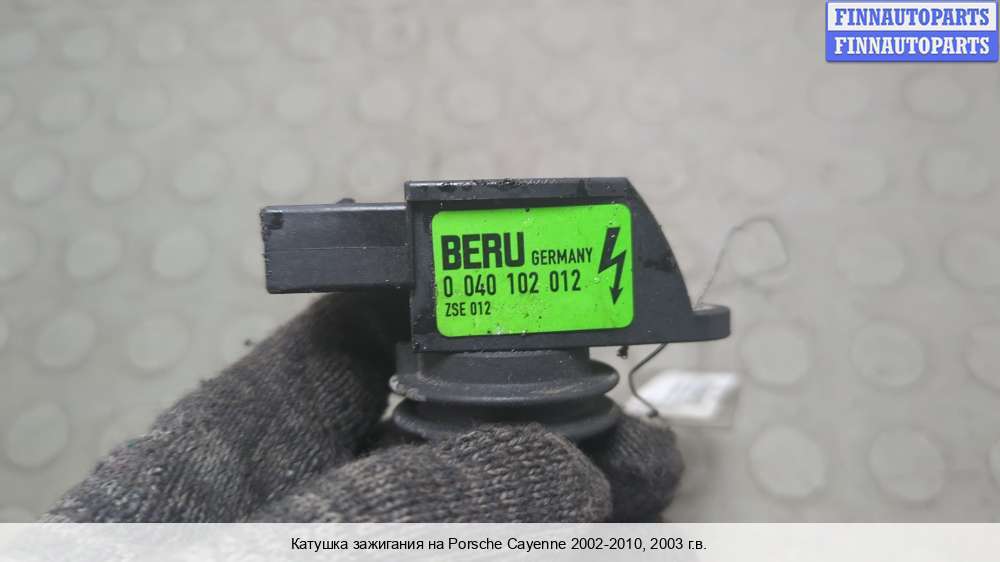 FINNAUTOPARTS
FINNAUTOPARTS
BERU GERMANY
0 040 102 012
ZSE 012
Катушка зажигания на Porsche Cayenne 2002-2010, 2003 г.в.